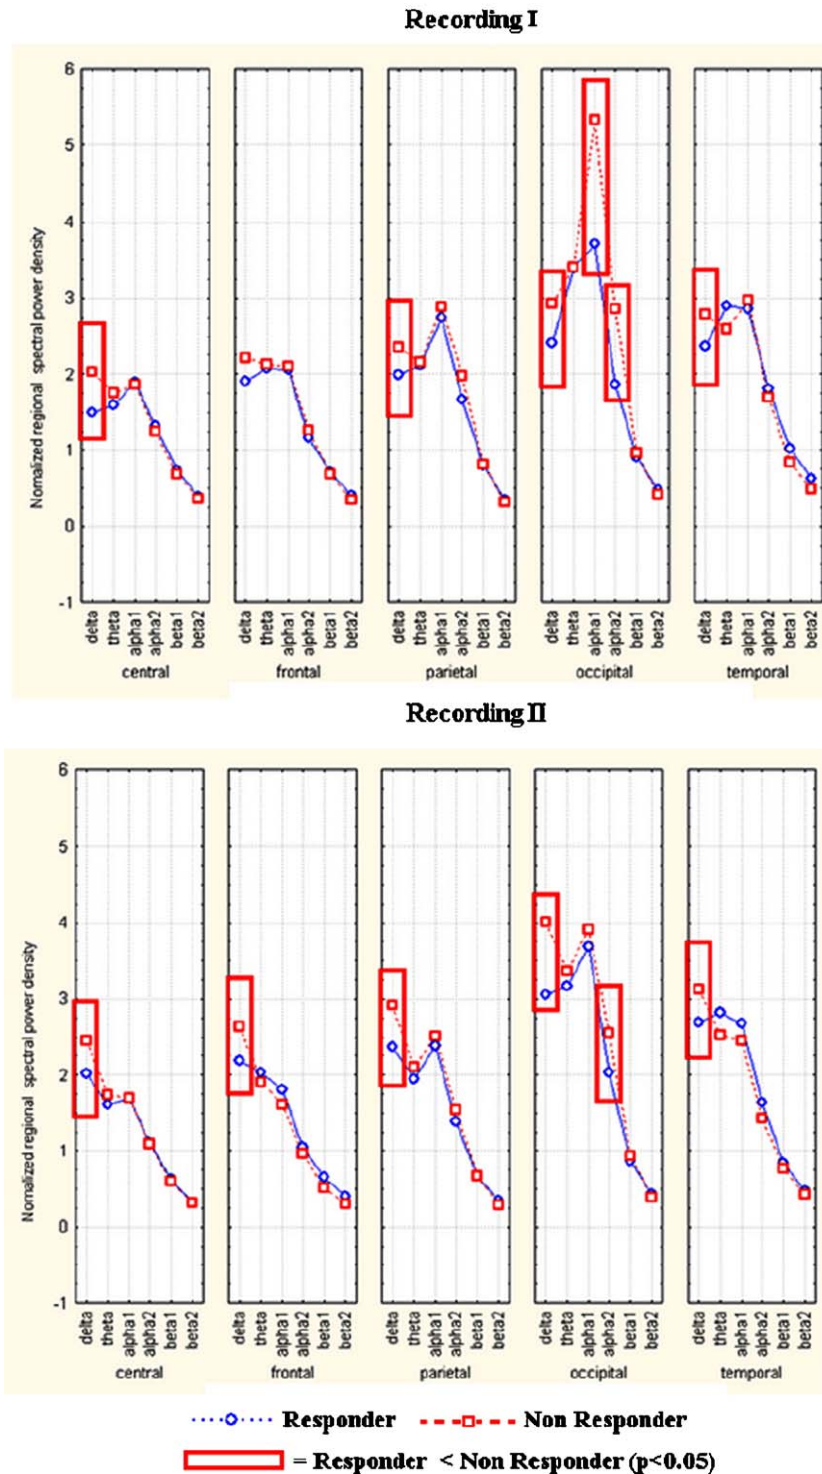 Recording I
Nomalized regional spectral power density
6
5
4
3
2
1
0
-1
delta theta alpha1 alpha2 beta1 beta2
delta theta alpha1 alpha2 beta1 beta2
delta theta alpha1 alpha2 beta1 beta2
delta theta alpha1 alpha2 beta1 beta2
delta theta alpha1 alpha2 beta1 beta2
central frontal parietal occipital temporal
Recording II
Nomalized regional spectral power density
6
5
4
3
2
1
0
-1
delta theta alpha1 alpha2 beta1 beta2
delta theta alpha1 alpha2 beta1 beta2
delta theta alpha1 alpha2 beta1 beta2
delta theta alpha1 alpha2 beta1 beta2
delta theta alpha1 alpha2 beta1 beta2
central frontal parietal occipital temporal
Responder Non Responder
= Responder < Non Responder (p<0.05)